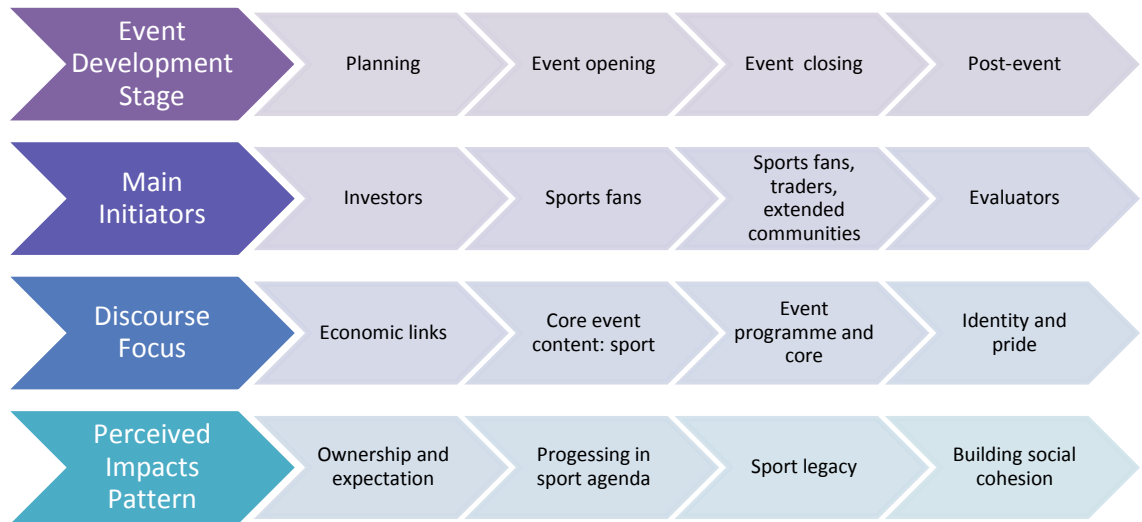 Event
Development
Stage
Planning
Event opening
Event closing
Post-event
Main
Initiators
Investors
Sports fans
Sports fans,
traders,
extended
communities
Evaluators
Discourse
Focus
Economic links
Core event
content: sport
Event
programme and
core
Identity and
pride
Perceived
Impacts
Pattern
Ownership and
expectation
Progessing in
sport agenda
Sport legacy
Building social
cohesion